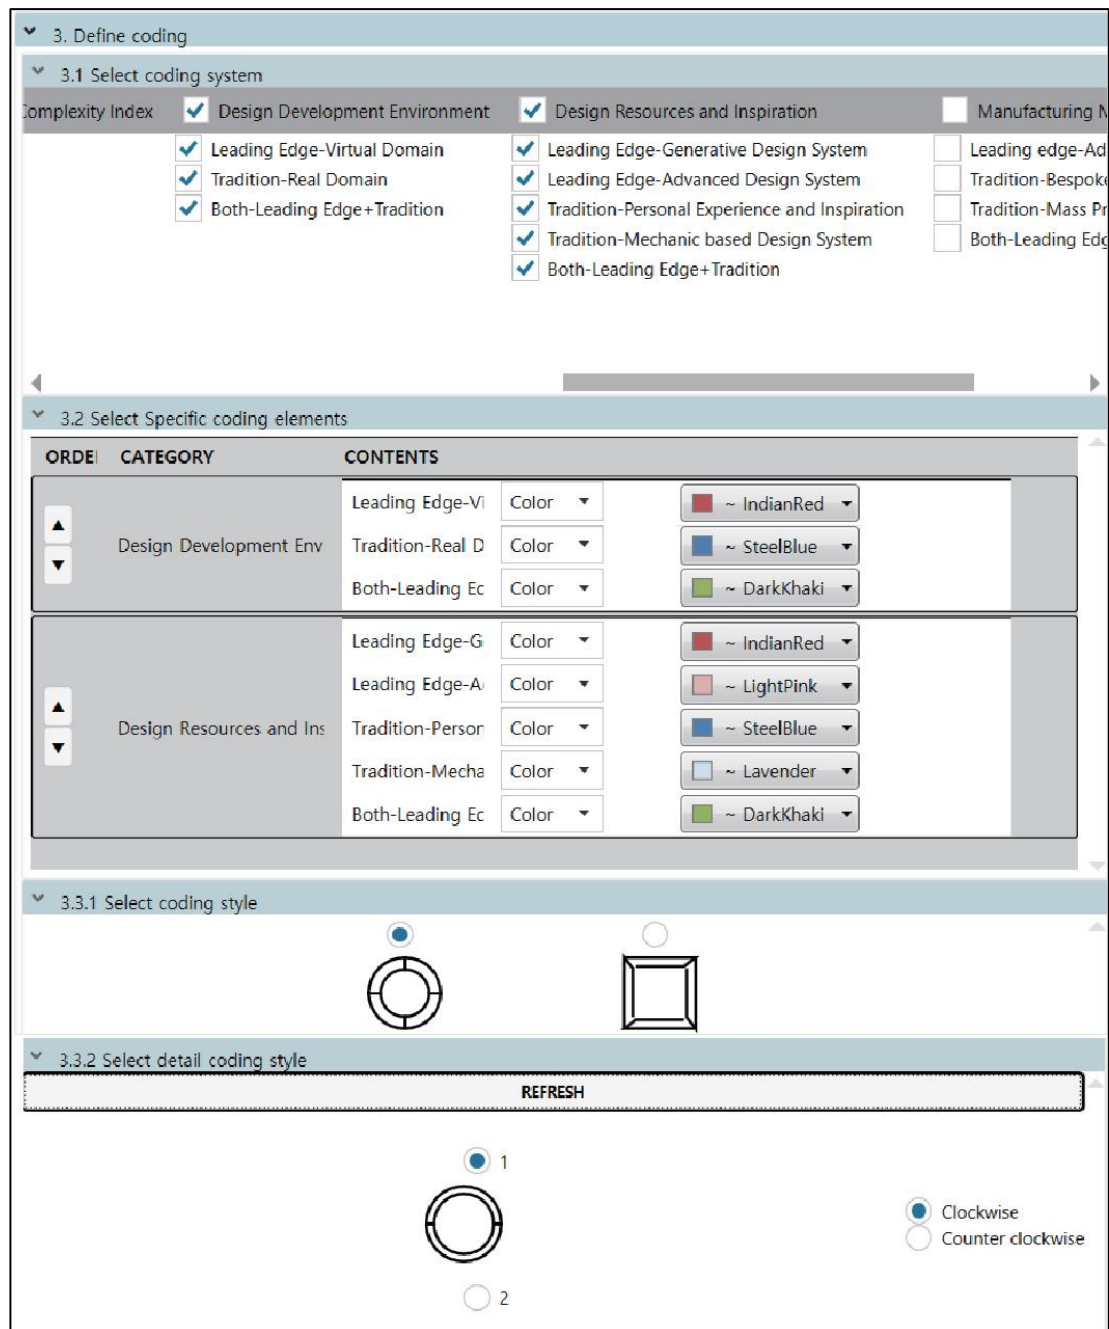 3. Define coding
3.1 Select coding system
Complexity Index Design Development Environment Design Resources and Inspiration Manufacturing M
Leading Edge-Virtual Domain Leading Edge-Generative Design System Leading edge-Ad
Tradition-Real Domain Leading Edge-Advanced Design System Tradition-Bespoke
Both-Leading Edge+Tradition Tradition-Personal Experience and Inspiration Tradition-Mass Pr
Tradition-Mechanic based Design System Both-Leading Edg
Both-Leading Edge+Tradition
3.2 Select Specific coding elements
ORDE CATEGORY CONTENTS
Leading Edge-Vi Color ~ IndianRed
Design Development Env Tradition-Real D Color ~ SteelBlue
Both-Leading Ec Color ~ DarkKhaki
Leading Edge-G Color ~ IndianRed
Leading Edge-A Color ~ LightPink
Design Resources and Ins Tradition-Person Color ~ SteelBlue
Tradition-Mecha Color ~ Lavender
Both-Leading Ec Color ~ DarkKhaki
3.3.1 Select coding style
3.3.2 Select detail coding style
REFRESH
1
Clockwise
Counter clockwise
2